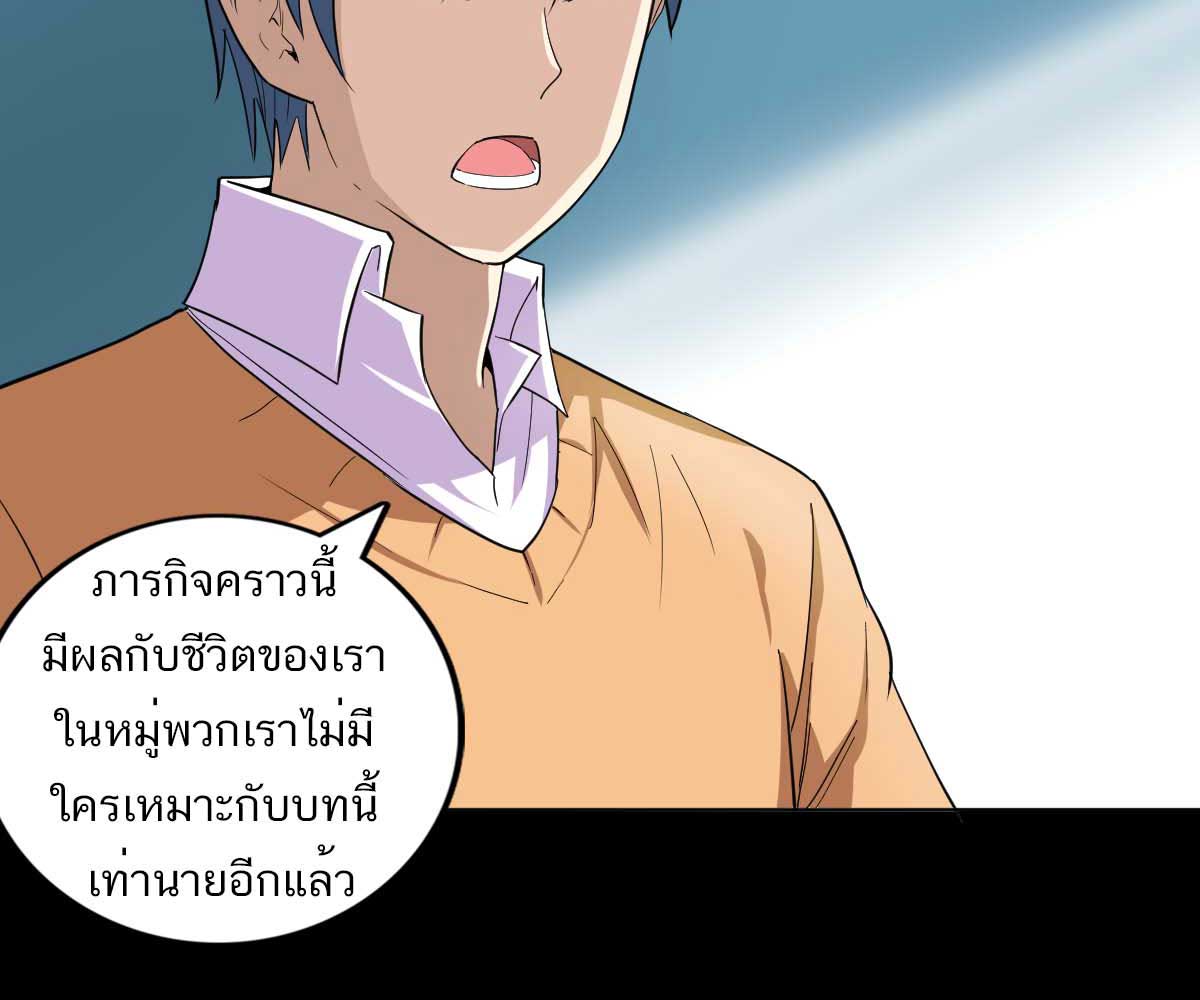 ภารกิจคราวนี้
มีผลกับชีวิตของเรา
ในหมู่พวกเราไม่มี
ใครเหมาะกับบทนี้
เท่านายอีกแล้ว